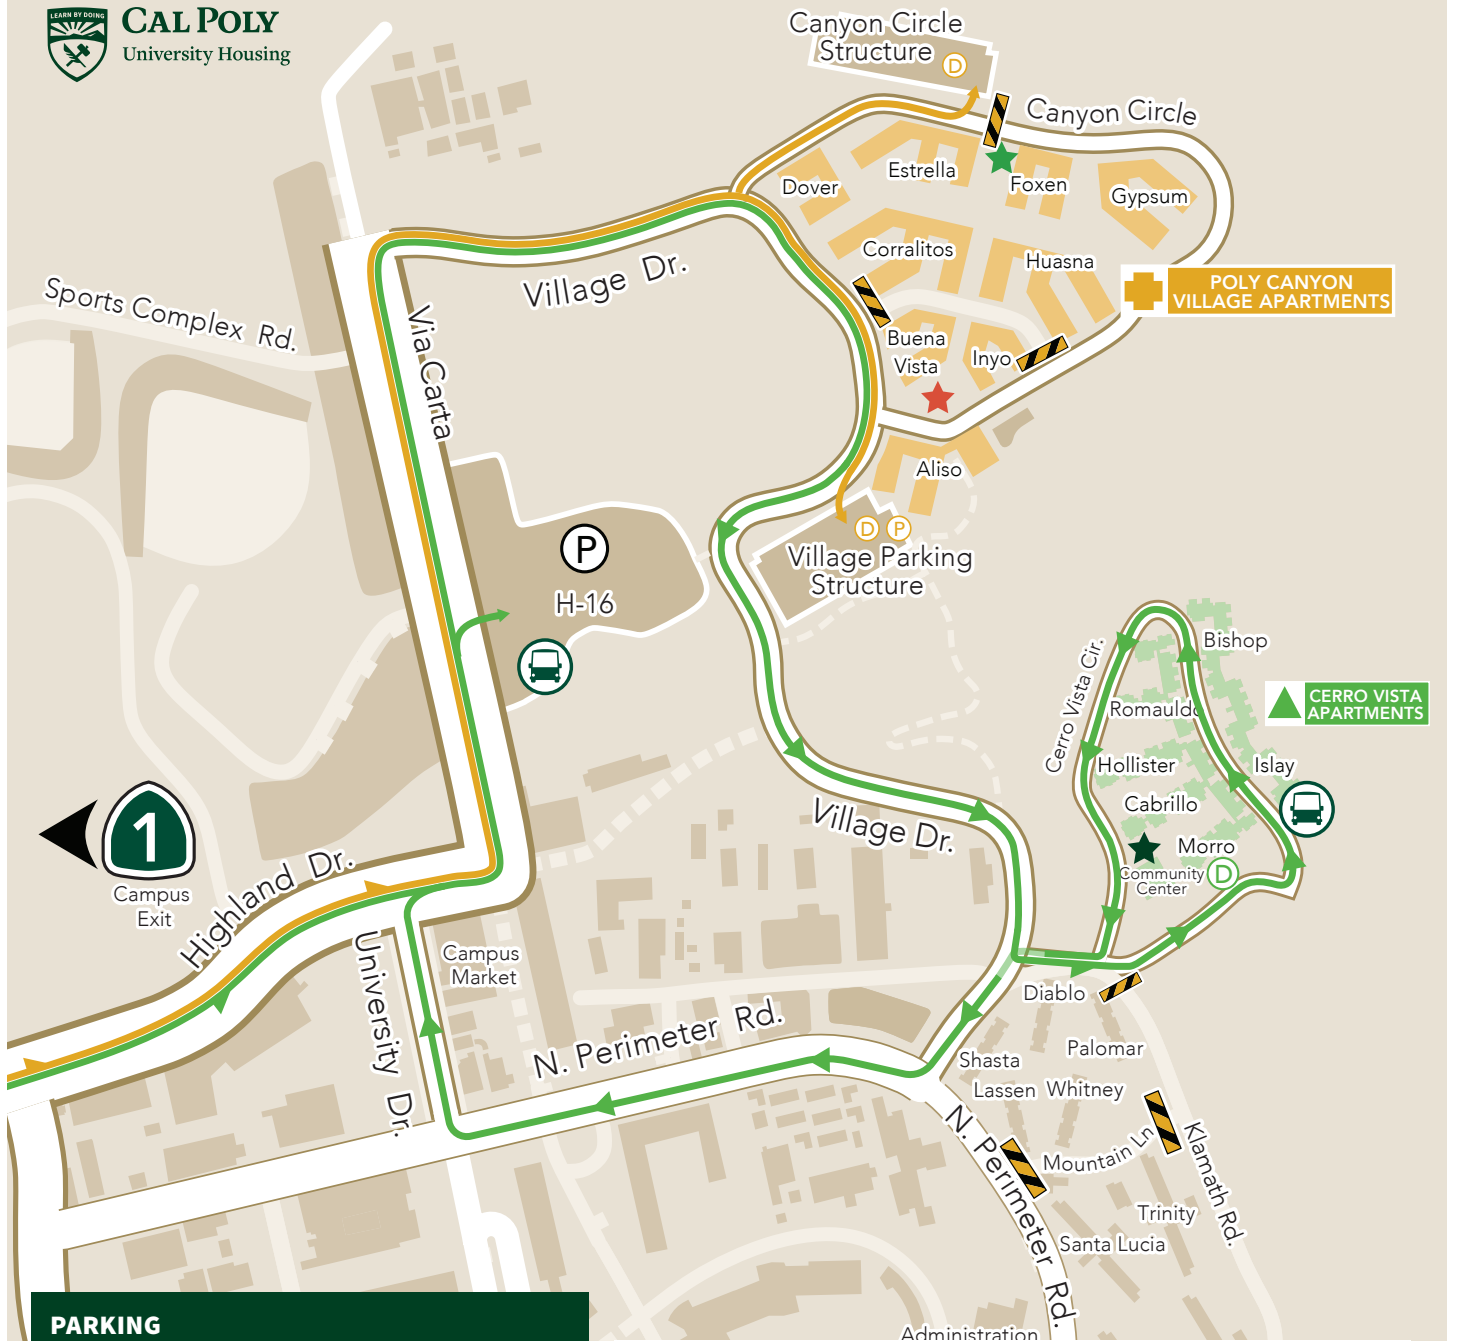 LEARN BY DOING
CAL POLY
University Housing
Canyon Circle
Structure
D
Canyon Circle
Estrella
Foxen
Dover
Gypsum
Corralitos
Huasna
POLY CANYON
VILLAGE APARTMENTS
Village Dr.
Sports Complex Rd.
Via Carta
Buena
Vista
Inyo
Aliso
D
P
Village Parking
Structure
P
H-16
Bishop
Cerro Vista Cir.
Romauldo
CERRO VISTA
APARTMENTS
Hollister
Islay
Cabrillo
Morro
Community
Center
D
Village Dr.
1
Campus
Exit
Highland Dr.
University Dr.
Campus
Market
Diablo
N. Perimeter Rd.
Shasta
Palomar
Lassen
Whitney
N. Perimeter Rd.
Mountain Ln
Klamath Rd.
Trinity
Santa Lucia
PARKING
Administration